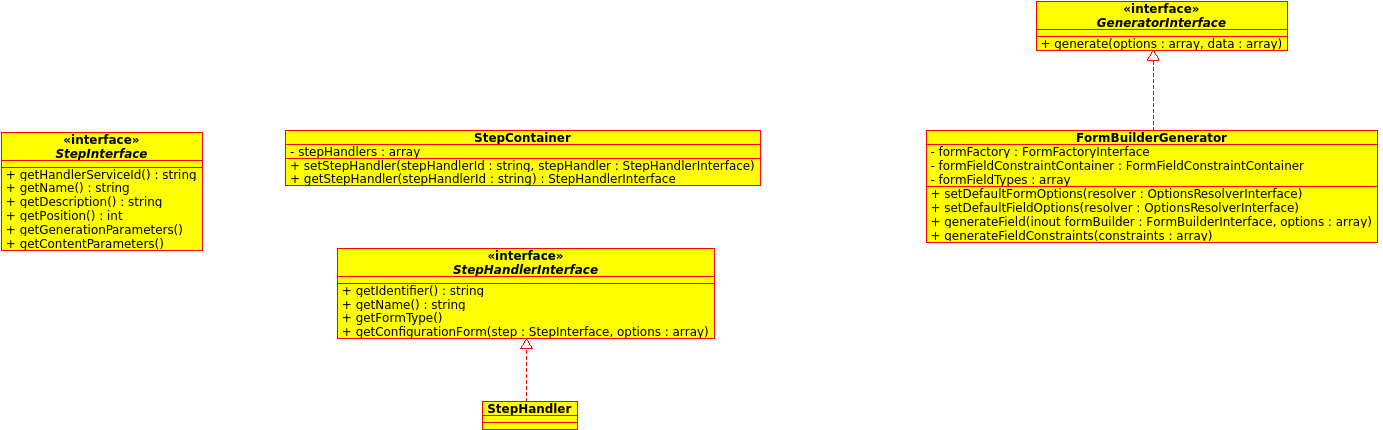 «interface»
GeneratorInterface
+ generate(options : array, data : array)
«interface»
StepInterface
+ getHandlerServiceId() : string
+ getName() : string
+ getDescription() : string
+ getPosition() : int
+ getGenerationParameters()
+ getContentParameters()
StepContainer
- stepHandlers : array
+ setStepHandler(stepHandlerId : string, stepHandler : StepHandlerInterface)
+ getStepHandler(stepHandlerId : string) : StepHandlerInterface
FormBuilderGenerator
- formFactory : FormFactoryInterface
- formFieldConstraintContainer : FormFieldConstraintContainer
- formFieldTypes : array
+ setDefaultFormOptions(resolver : OptionsResolverInterface)
+ setDefaultFieldOptions(resolver : OptionsResolverInterface)
+ generateField(inout formBuilder : FormBuilderInterface, options : array)
+ generateFieldConstraints(constraints : array)
«interface»
StepHandlerInterface
+ getIdentifier() : string
+ getName() : string
+ getFormType()
+ getConfigurationForm(step : StepInterface, options : array)
StepHandler